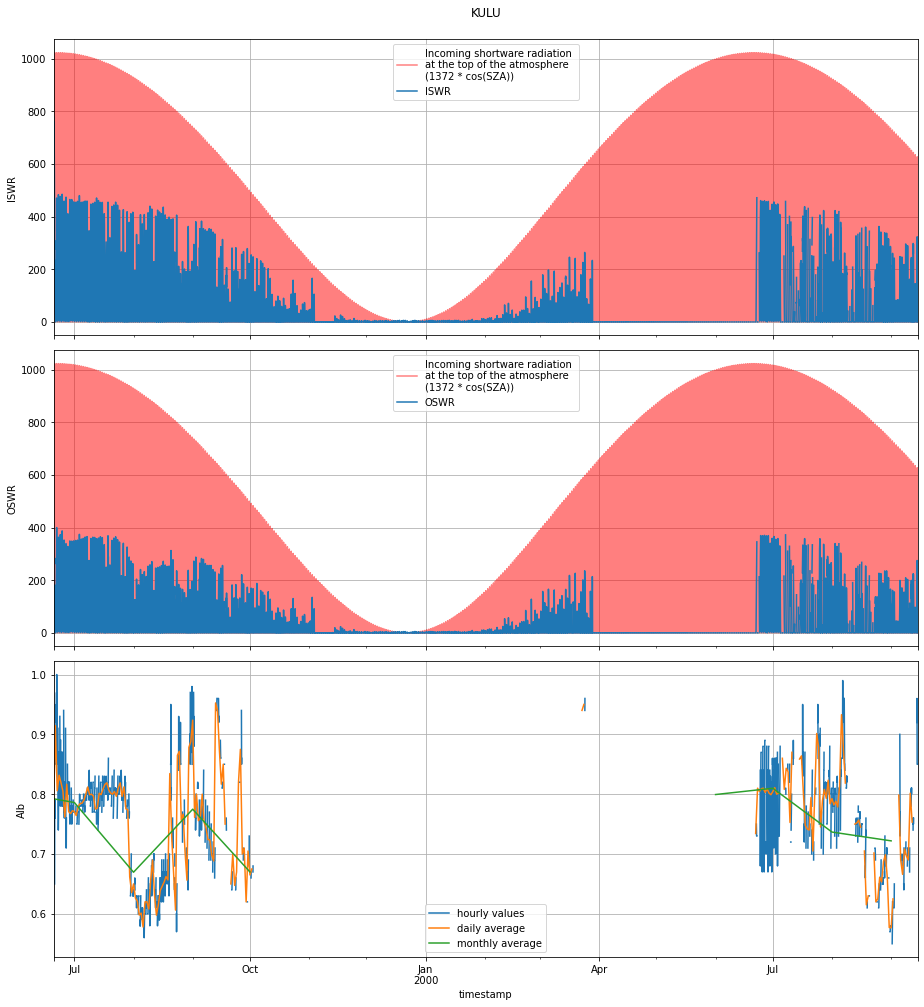 KULU
1000
800
600
400
200
0
ISWR
Incoming shortware radiation
at the top of the atmosphere
(1372 * cos(SZA))
ISWR
1000
800
600
400
200
0
OSWR
Incoming shortware radiation
at the top of the atmosphere
(1372 * cos(SZA))
OSWR
1.0
0.9
0.8
0.7
0.6
Alb
hourly values
daily average
monthly average
Jul
Oct
Jan
2000
Apr
Jul
timestamp